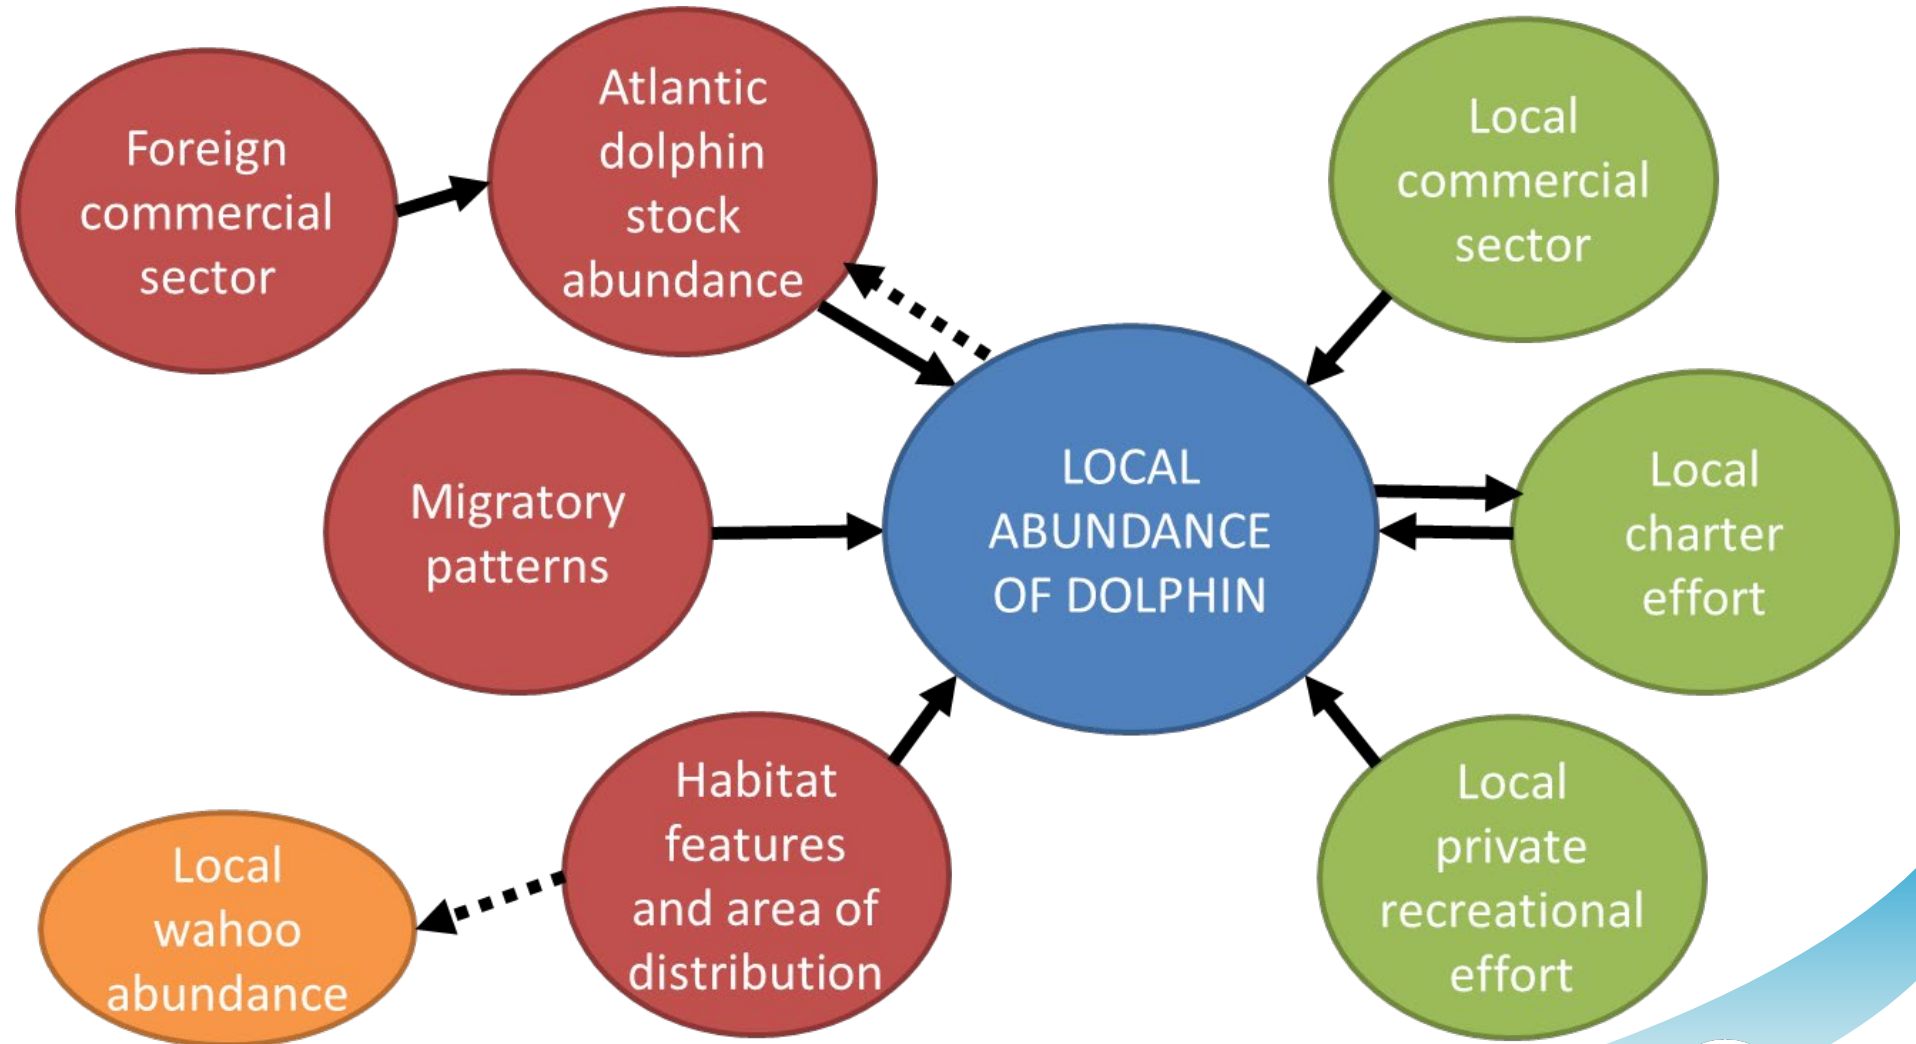 Foreign
commercial
sector
Atlantic
dolphin
stock
abundance
Local
commercial
sector
Migratory
patterns
LOCAL
ABUNDANCE
OF DOLPHIN
Local
charter
effort
Habitat
features
and area of
distribution
Local
wahoo
abundance
Local
private
recreational
effort